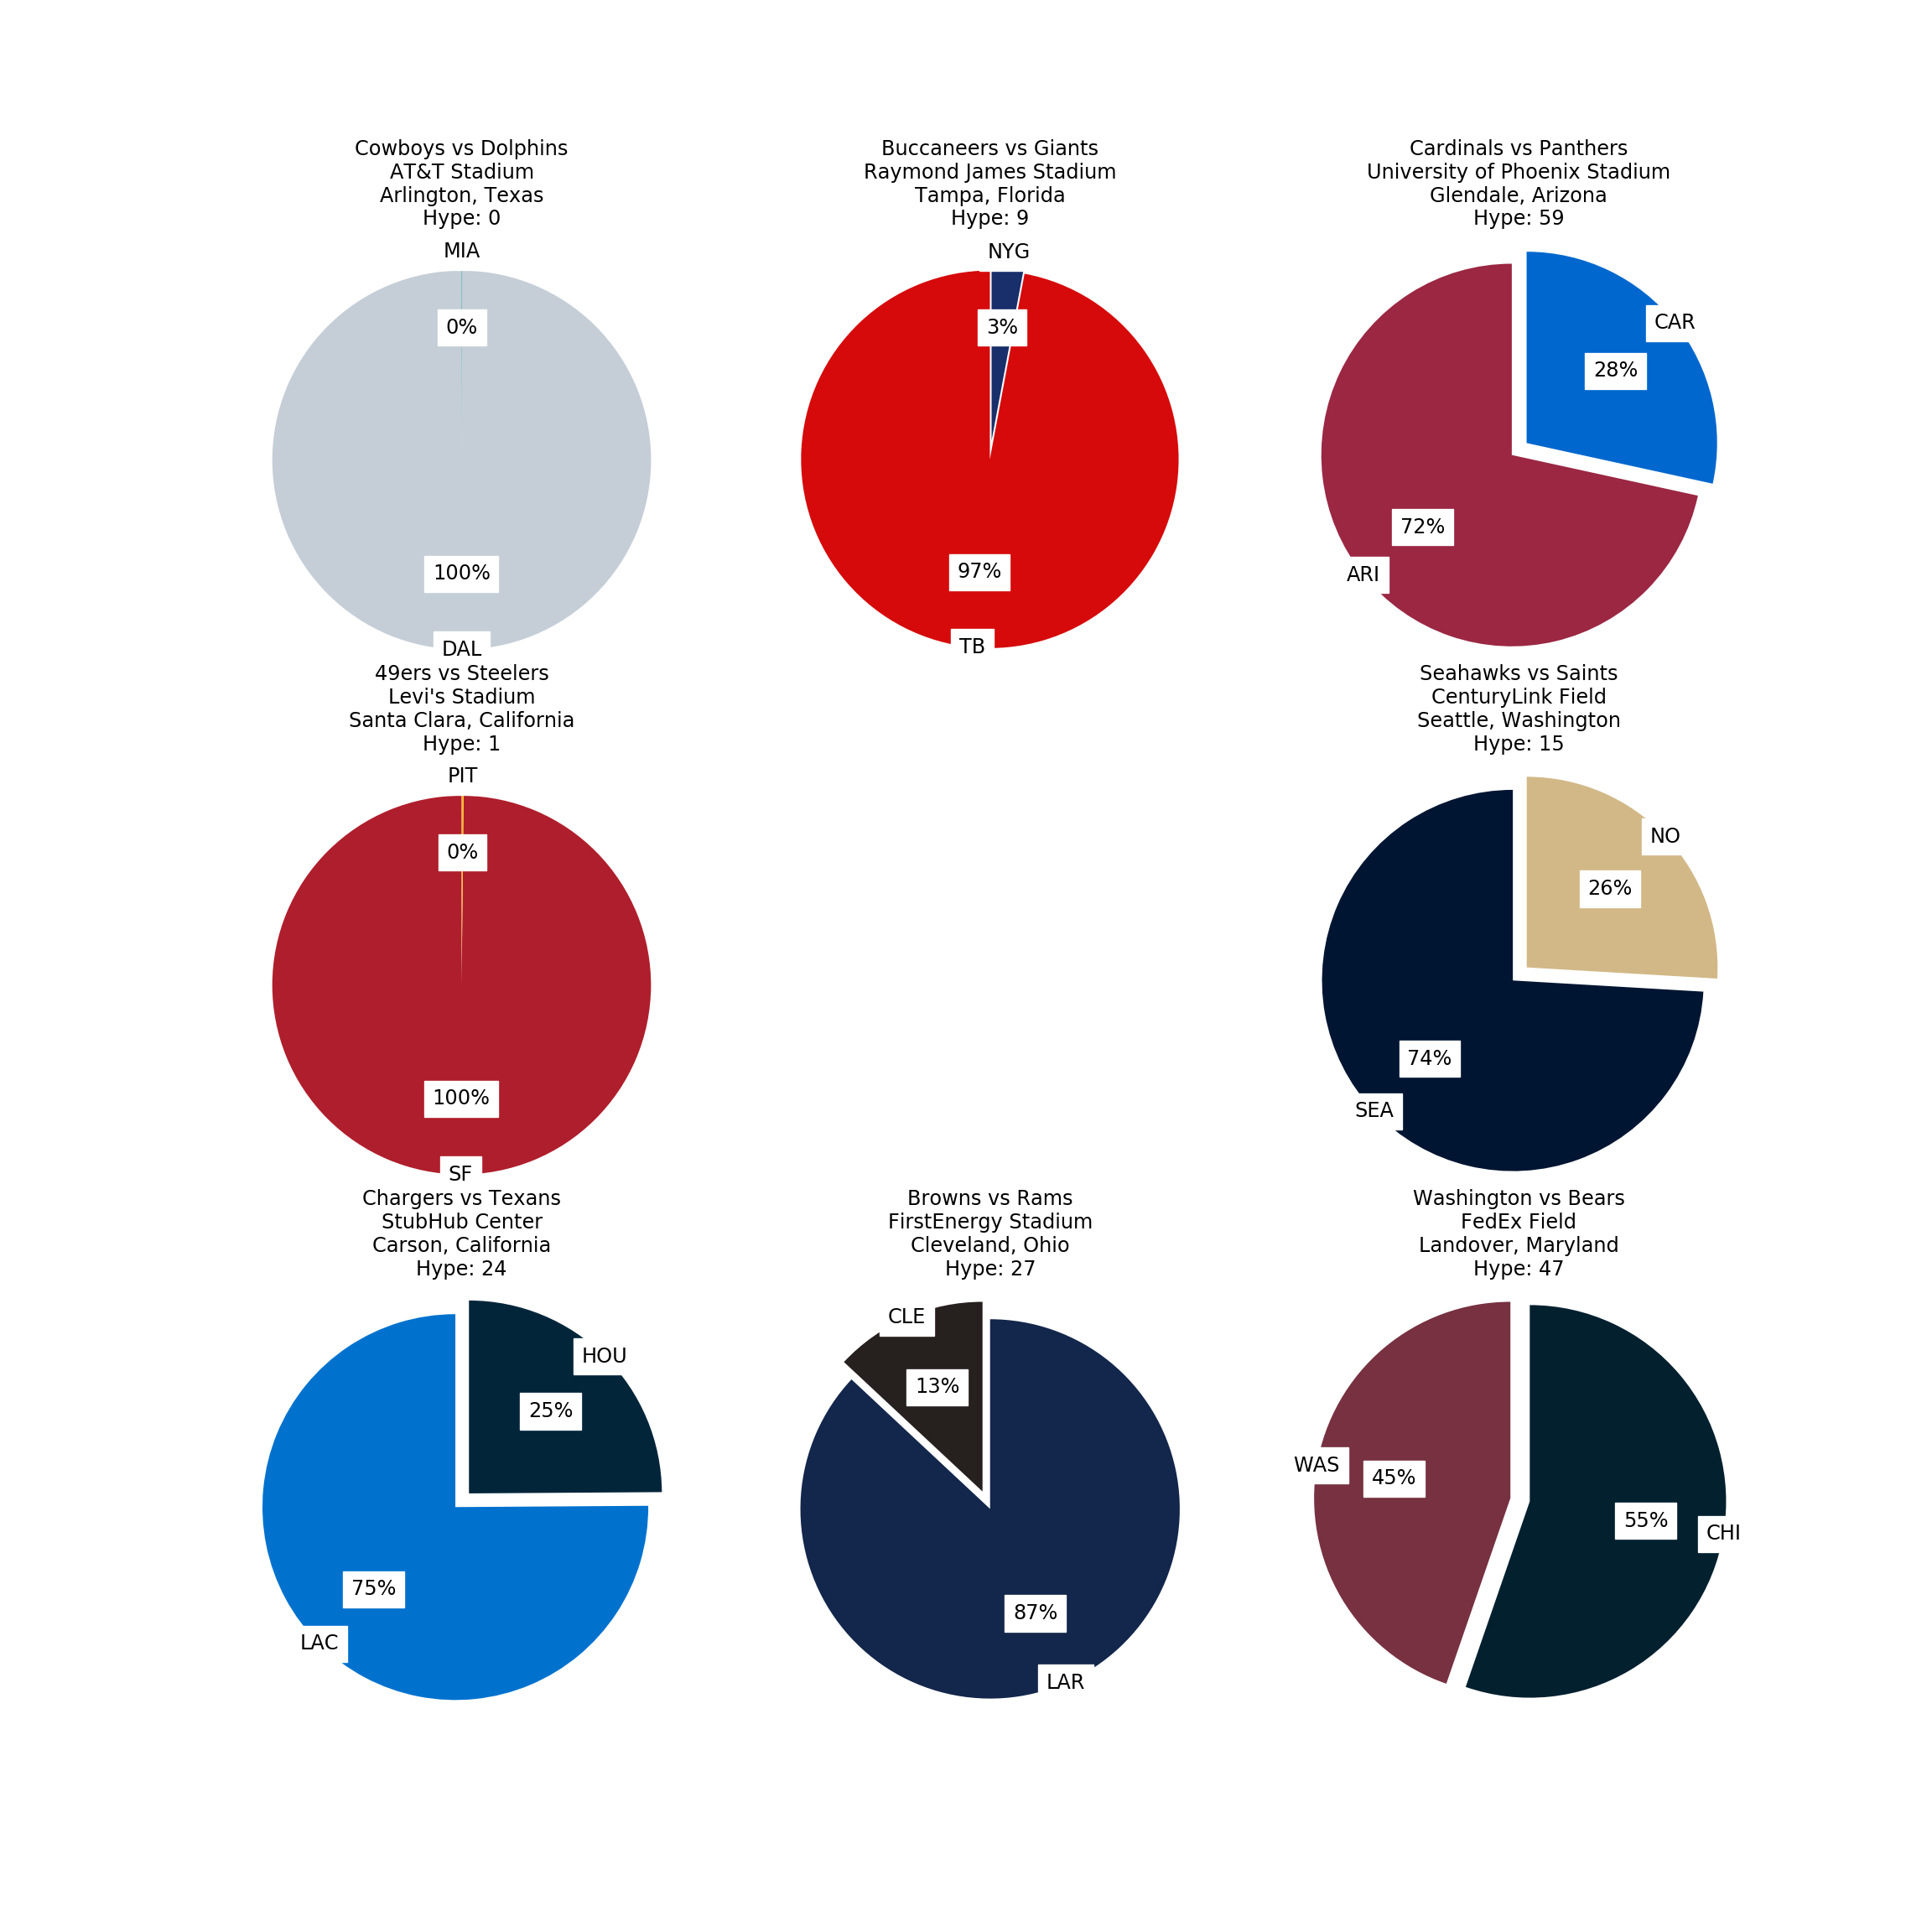 Cowboys vs Dolphins
AT&T Stadium
Arlington, Texas
Hype: 0
MIA
0%
100%
DAL
Buccaneers vs Giants
Raymond James Stadium
Tampa, Florida
Hype: 9
NYG
3%
97%
TB
Cardinals vs Panthers
University of Phoenix Stadium
Glendale, Arizona
Hype: 59
CAR
28%
72%
ARI
49ers vs Steelers
Levi's Stadium
Santa Clara, California
Hype: 1
PIT
0%
100%
SF
Seahawks vs Saints
CenturyLink Field
Seattle, Washington
Hype: 15
NO
26%
74%
SEA
Chargers vs Texans
StubHub Center
Carson, California
Hype: 24
HOU
25%
75%
LAC
Browns vs Rams
FirstEnergy Stadium
Cleveland, Ohio
Hype: 27
CLE
13%
87%
LAR
Washington vs Bears
FedEx Field
Landover, Maryland
Hype: 47
WAS
45%
55%
CHI